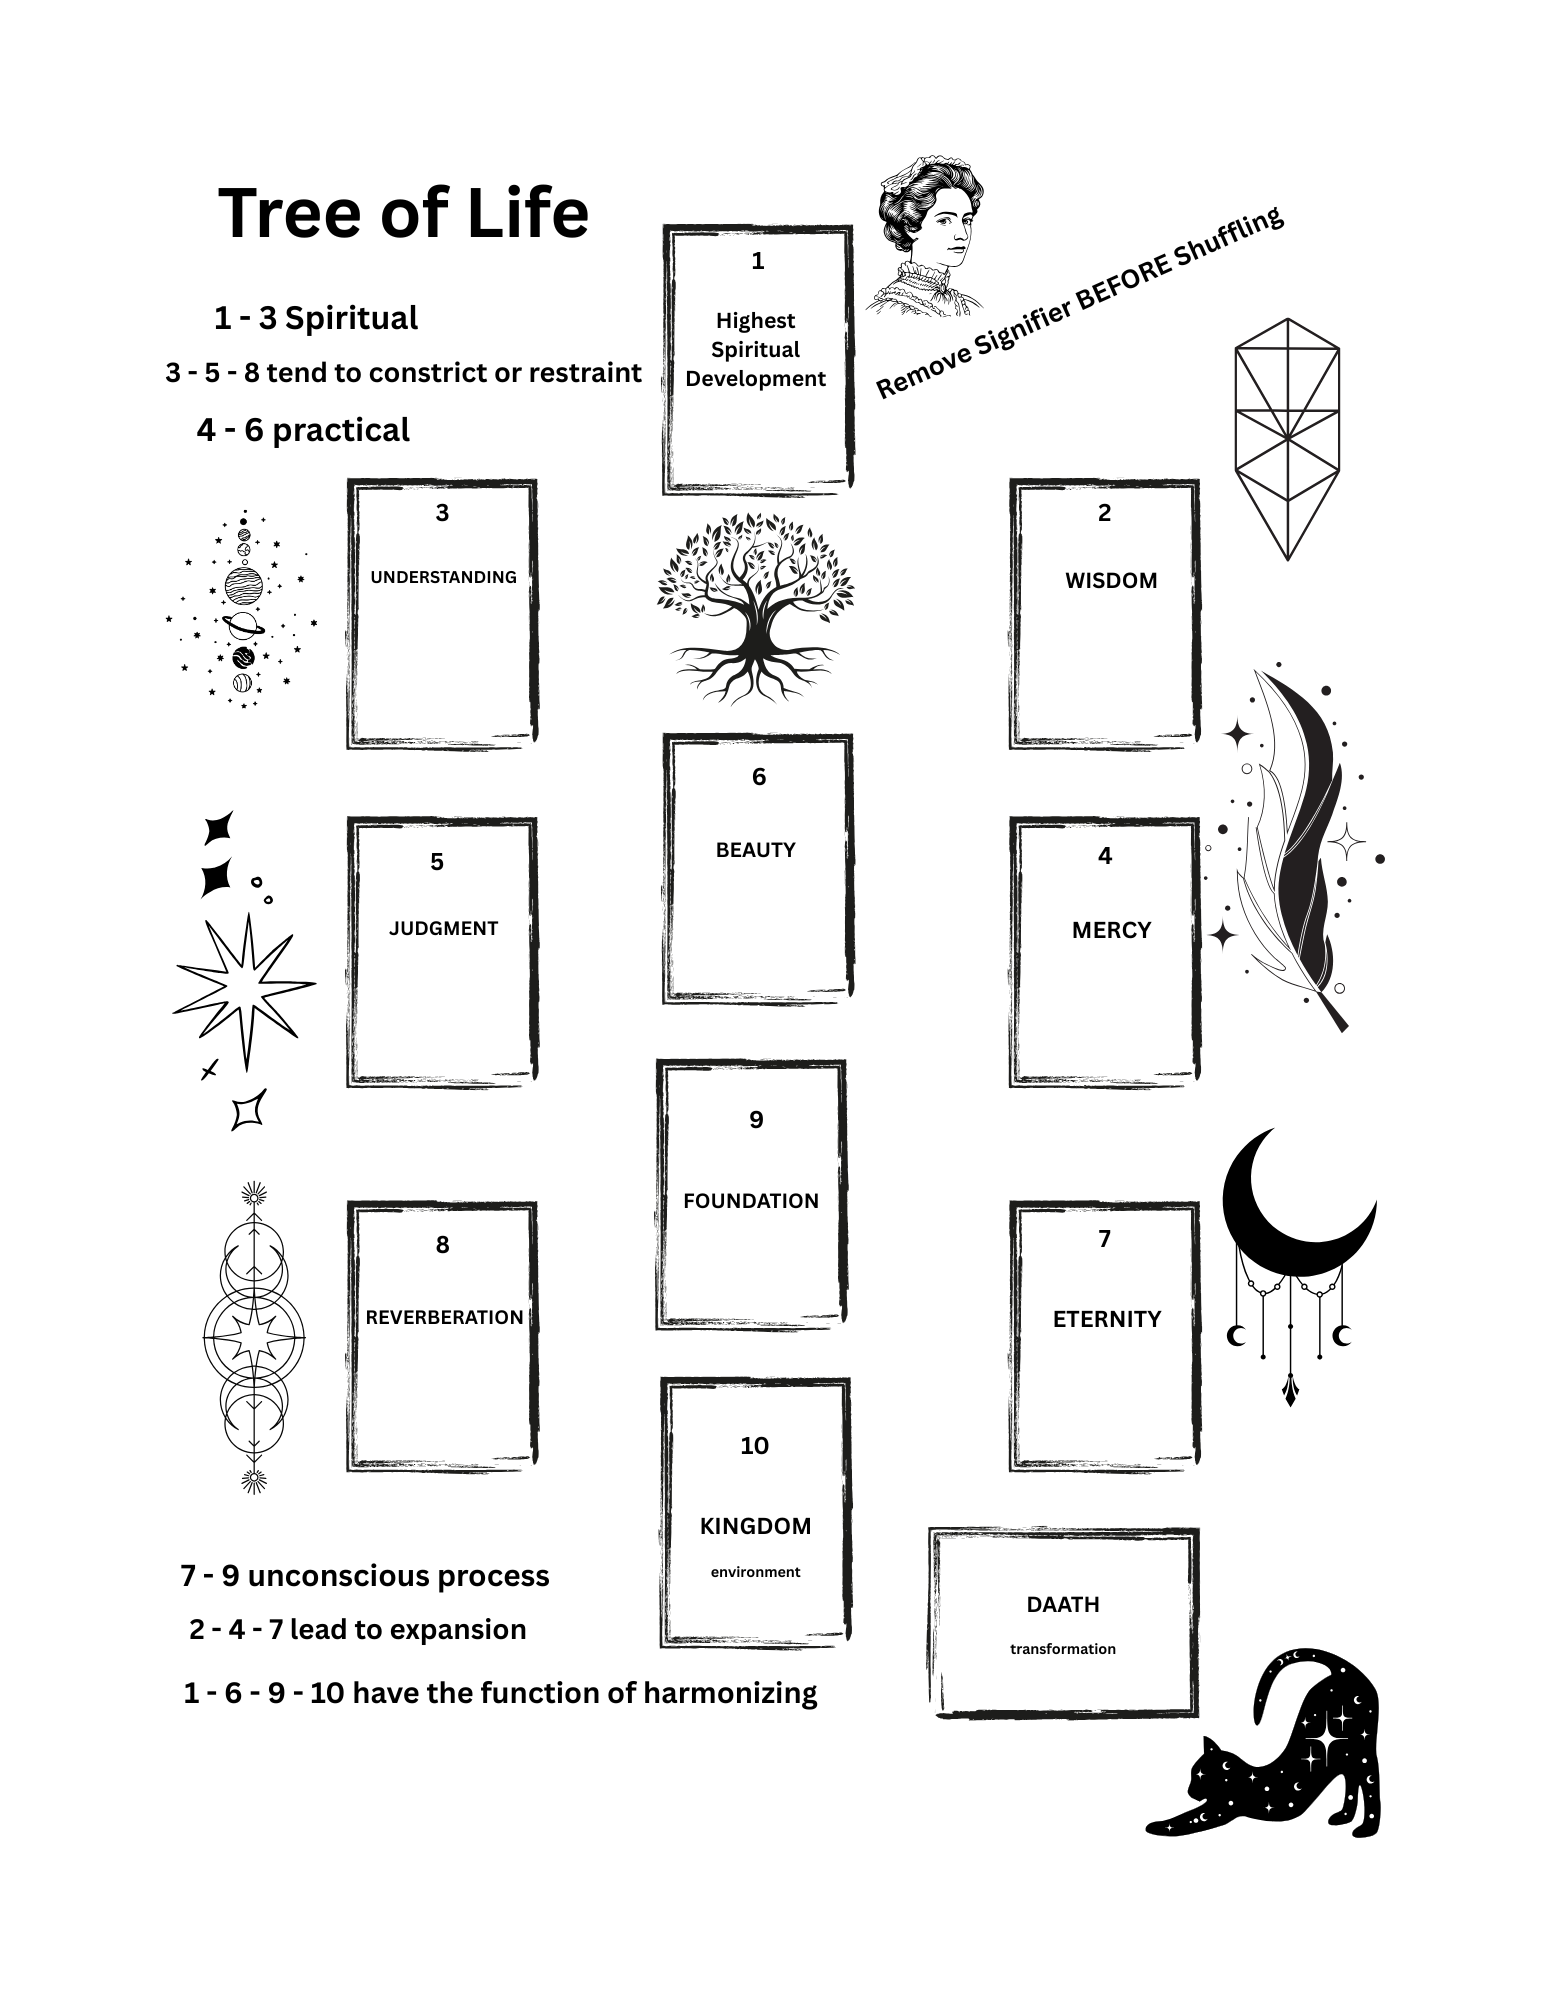 Tree of Life
1 - 3 Spiritual
3 - 5 - 8 tend to constrict or restraint
4 - 6 practical
1
Highest
Spiritual
Development
Remove Signifier BEFORE Shuffling
3
UNDERSTANDING
2
WISDOM
6
BEAUTY
5
JUDGMENT
4
MERCY
9
FOUNDATION
8
REVERBERATION
7
ETERNITY
10
KINGDOM
environment
DAATH
transformation
7 - 9 unconscious process
2 - 4 - 7 lead to expansion
1 - 6 - 9 - 10 have the function of harmonizing